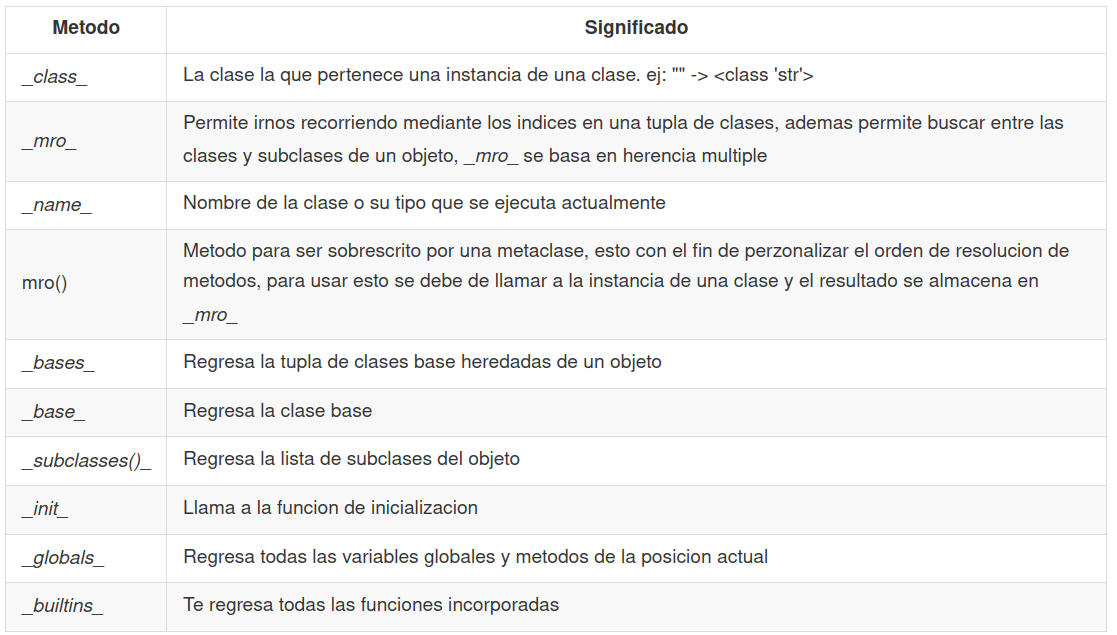 Metodo Significado
_class_ La clase la que pertenece una instancia de una clase. ej: "" -> <class 'str'>
Permite irnos recorriendo mediante los indices en una tupla de clases, ademas permite buscar entre las
_mro_
clases y subclases de un objeto, _mro_ se basa en herencia multiple
_name_ Nombre de la clase o su tipo que se ejecuta actualmente
Metodo para ser sobrescrito por una metaclase, esto con el fin de perzonalizar el orden de resolucion de
mro() metodos, para usar esto se debe de llamar a la instancia de una clase y el resultado se almacena en
_mro_
_bases_ Regresa la tupla de clases base heredadas de un objeto
_base_ Regresa la clase base
_subclasses()_ Regresa la lista de subclases del objeto
_init_ Llama a la funcion de inicializacion
_globals_ Regresa todas las variables globales y metodos de la posicion actual
_builtins_ Te regresa todas las funciones incorporadas